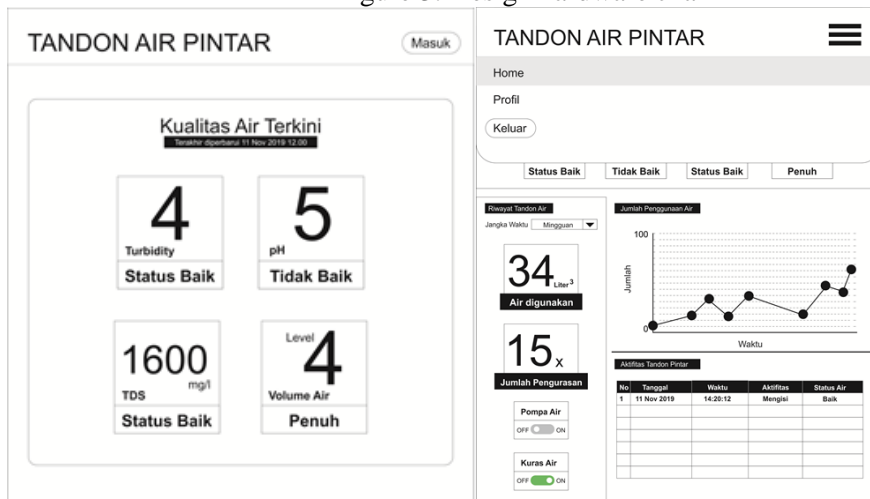 TANDON AIR PINTAR
Masuk
Kualitas Air Terkini
Terakhir diperbarui 11 Nov 2019 12.00
4
Turbidity
Status Baik
5
pH
Tidak Baik
1600
mg/l
TDS
Status Baik
Level
4
Volume Air
Penuh
TANDON AIR PINTAR
Home
Profil
Keluar
Status Baik Tidak Baik Status Baik Penuh
Riwayat Tandon Air
Jangka Waktu Mingguan
34 Liter³
Air digunakan
15 x
Jumlah Pengurasan
Pompa Air
OFF ON
Kuras Air
OFF ON
Jumlah Penggunaan Air
100
Jumlah
0
Waktu
Aktifitas Tandon Pintar
No Tanggal Waktu Aktifitas Status Air
1 11 Nov 2019 14:20:12 Mengisi Baik